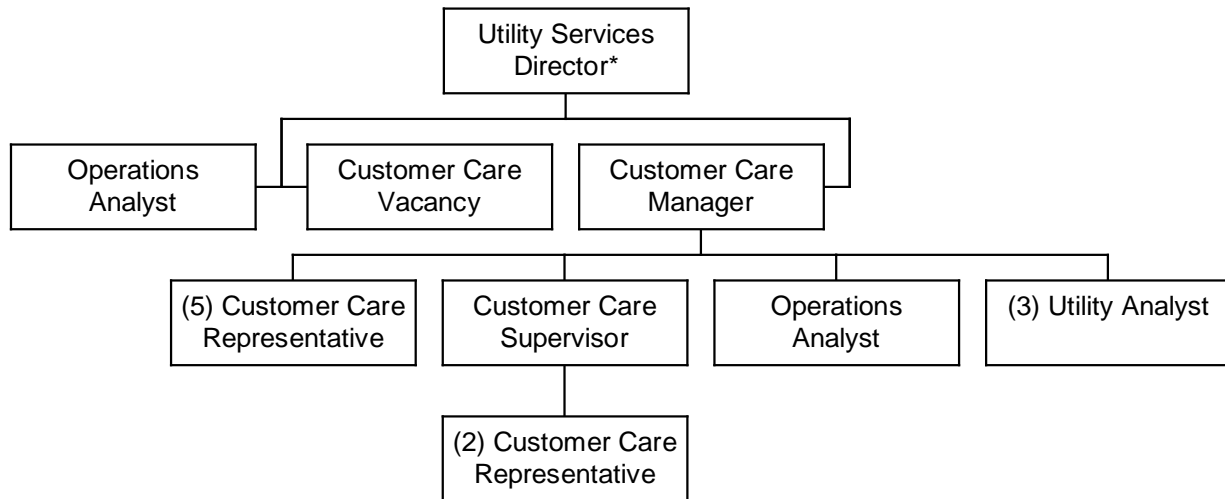 Utility Services
Director*
Operations
Analyst
Customer Care
Vacancy
Customer Care
Manager
(5) Customer Care
Representative
Customer Care
Supervisor
Operations
Analyst
(3) Utility Analyst
(2) Customer Care
Representative